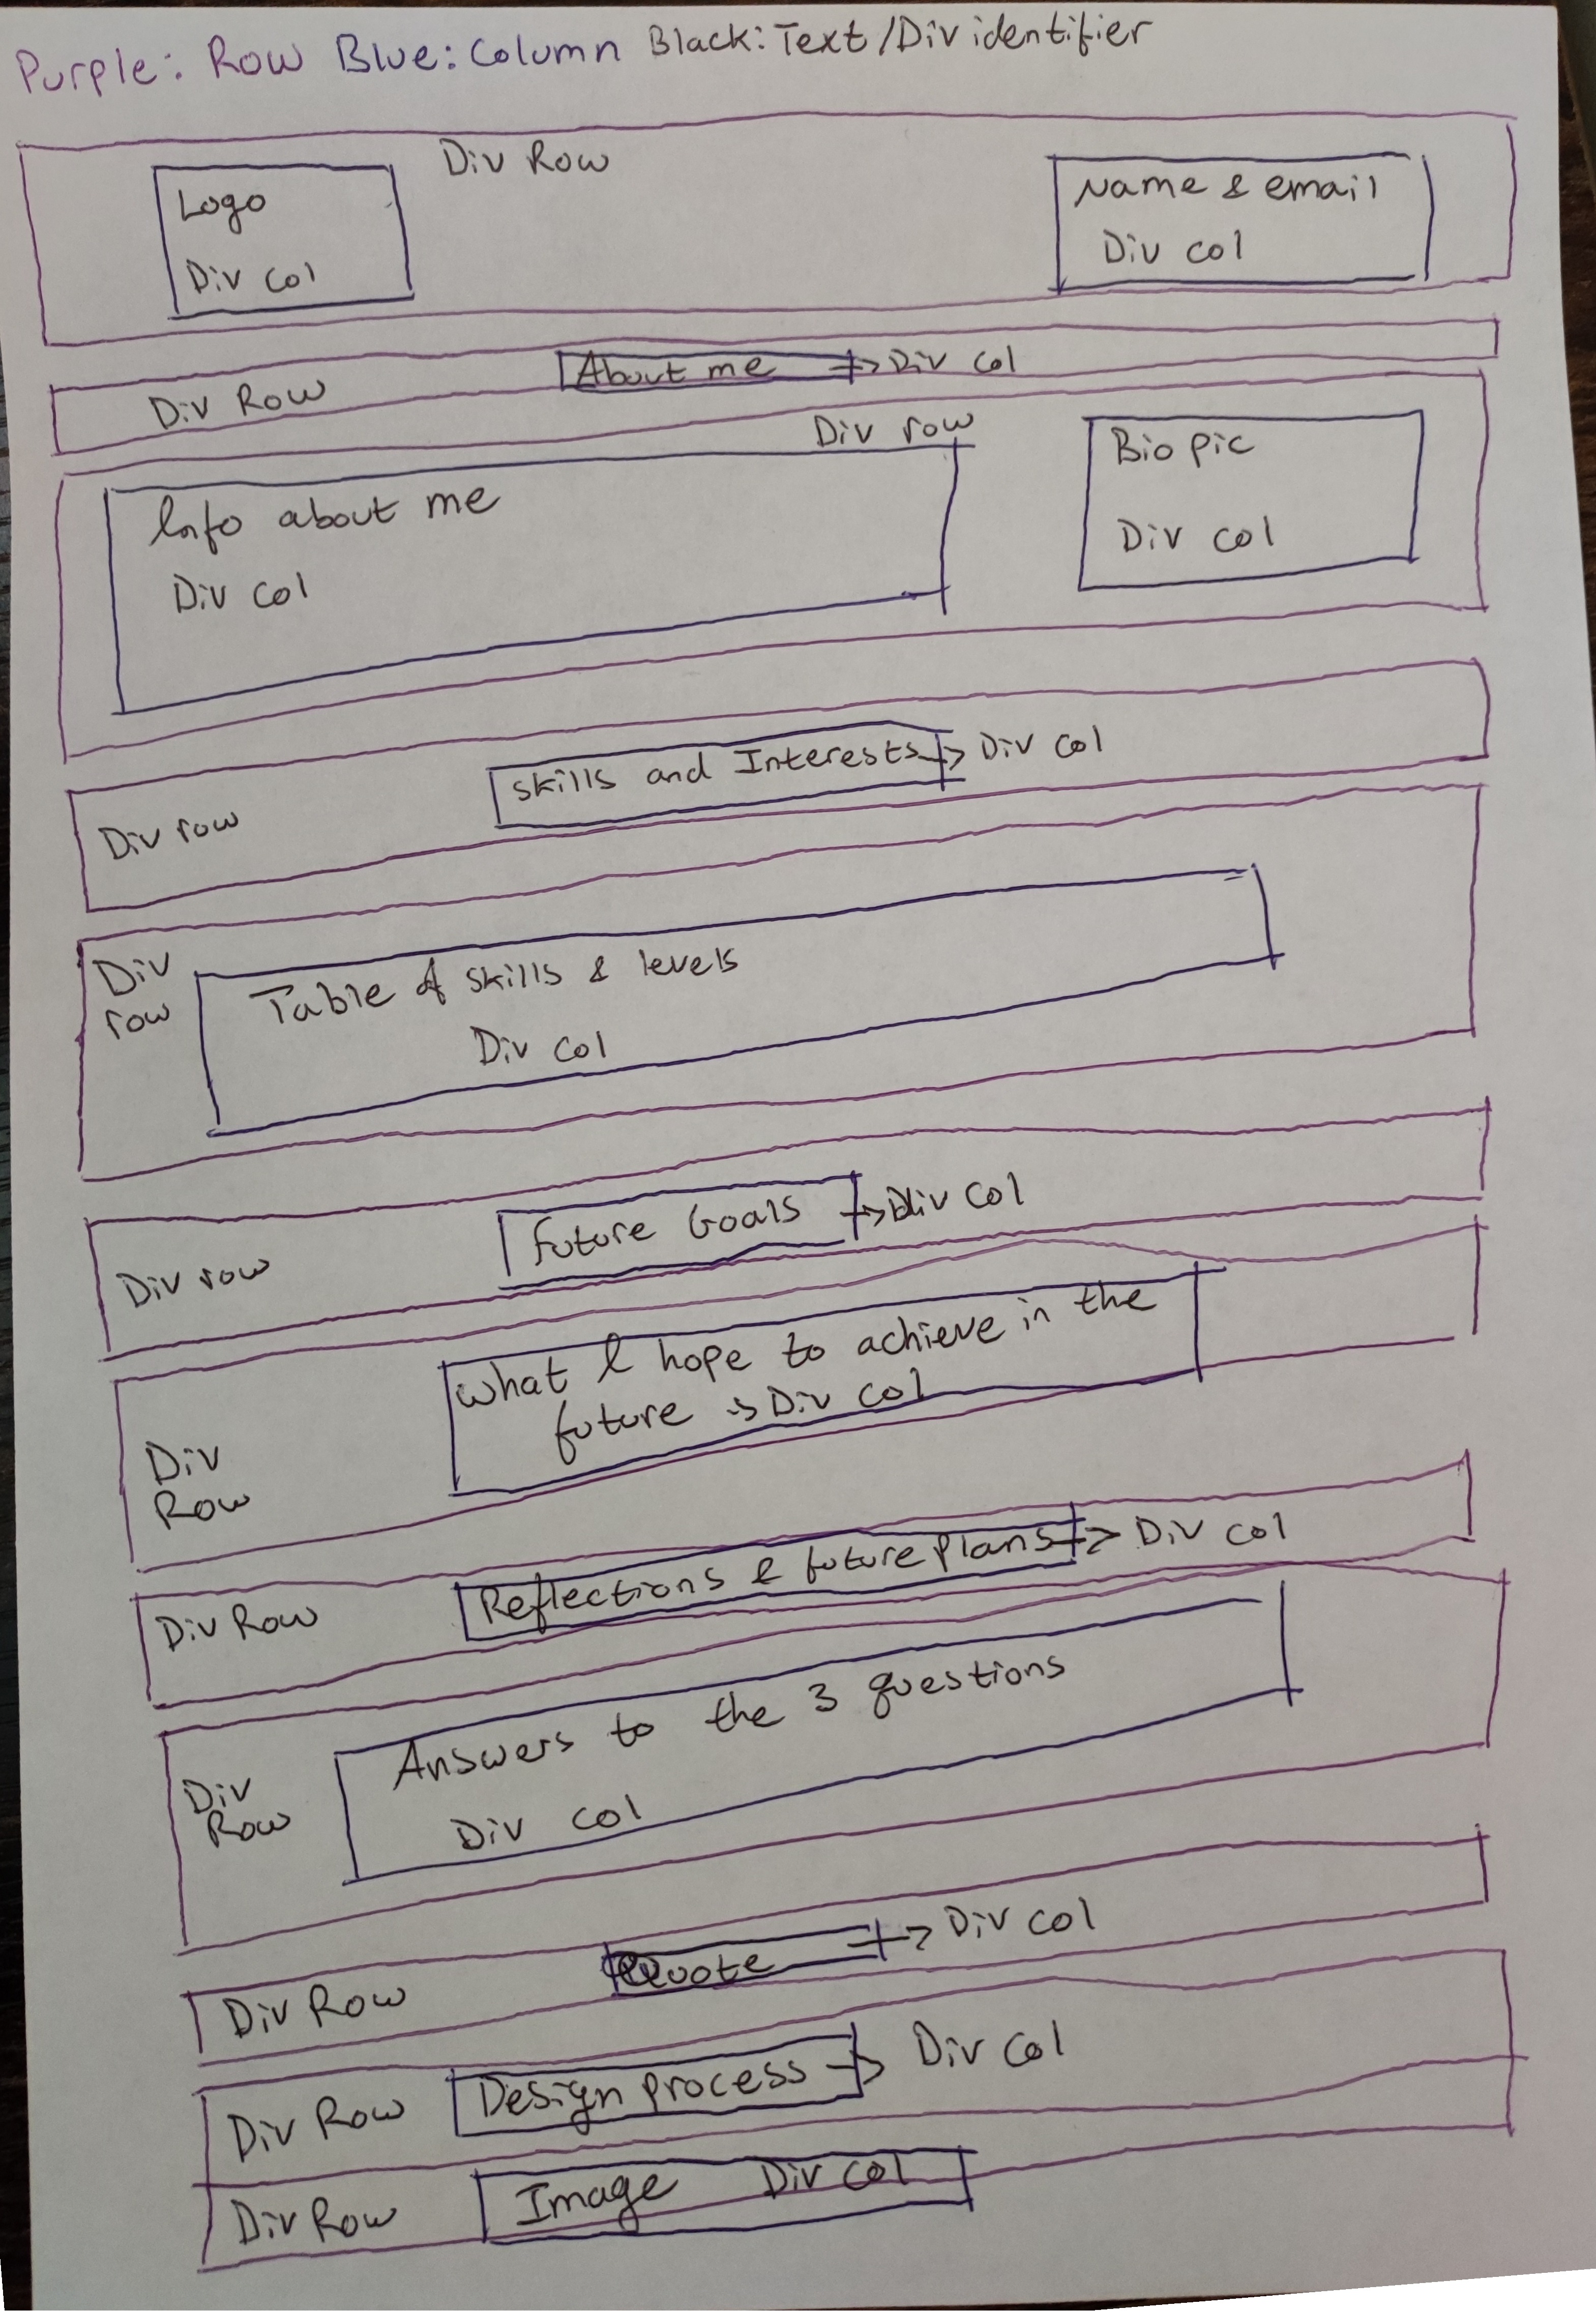 Purple: Row Blue: Column Black: Text/Div identifier
Div Row
Logo
Div col
Name & email
Div col
Div Row
About me -> Div col
Div row
Info about me
Div col
Bio pic
Div col
Div row
Skills and Interests -> Div col
Div
row
Table of skills & levels
Div col
Div row
Future Goals -> Div col
Div
Row
What I hope to achieve in the
future -> Div col
Div Row
Reflections & future plans -> Div col
Div
Row
Answers to the 3 questions
Div col
Div Row
Quote -> Div col
Div Row
Design process -> Div col
Div Row
Image Div col